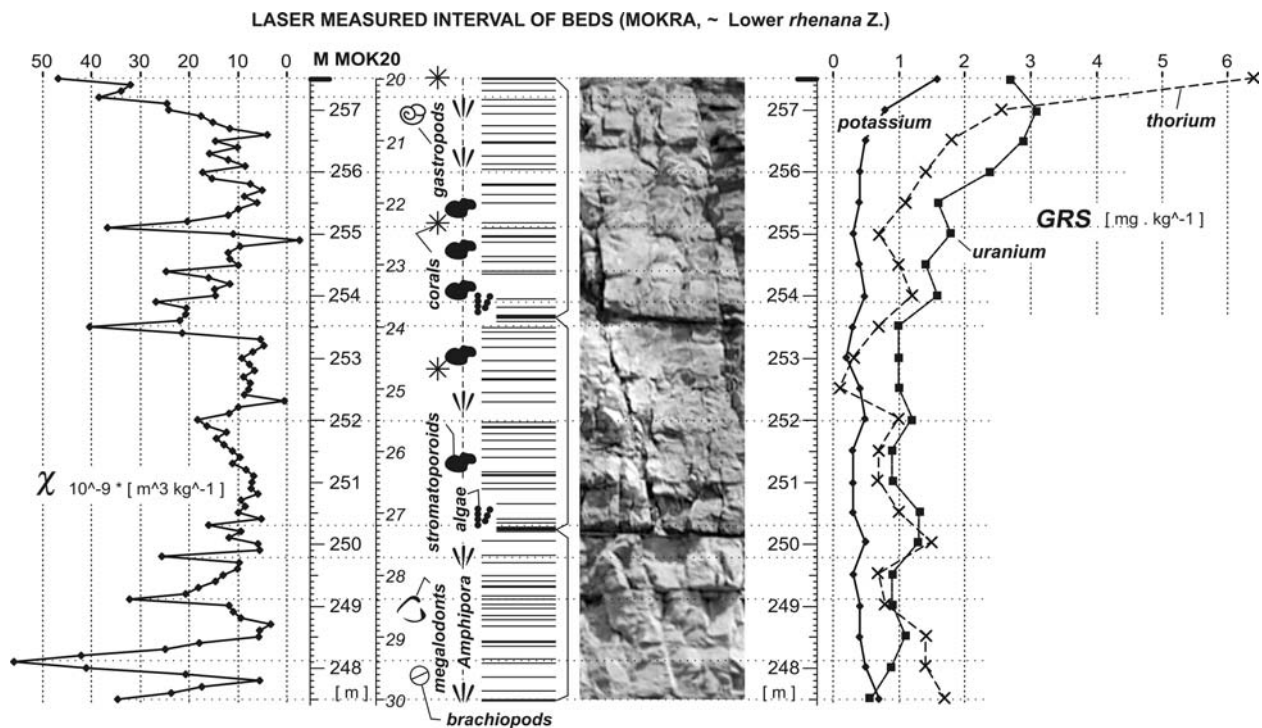 LASER MEASURED INTERVAL OF BEDS (MOKRA, ~ Lower rhenana Z.)
50 40 30 20 10 0 M MOK20 0 1 2 3 4 5 6
20
257 257
potassium
thorium
gastropods
21
256 256
22
GRS [ mg . kg^-1 ]
255 255
uranium
corals
23
254 254
24
253 253
25
252 252
stromatoporoids
26
χ 10^-9 * [ m^3 kg^-1 ]
251 251
algae
27
250 250
28
249 249
megalodonts
Amphipora
29
248 248
[ m ] 30 [ m ]
brachiopods